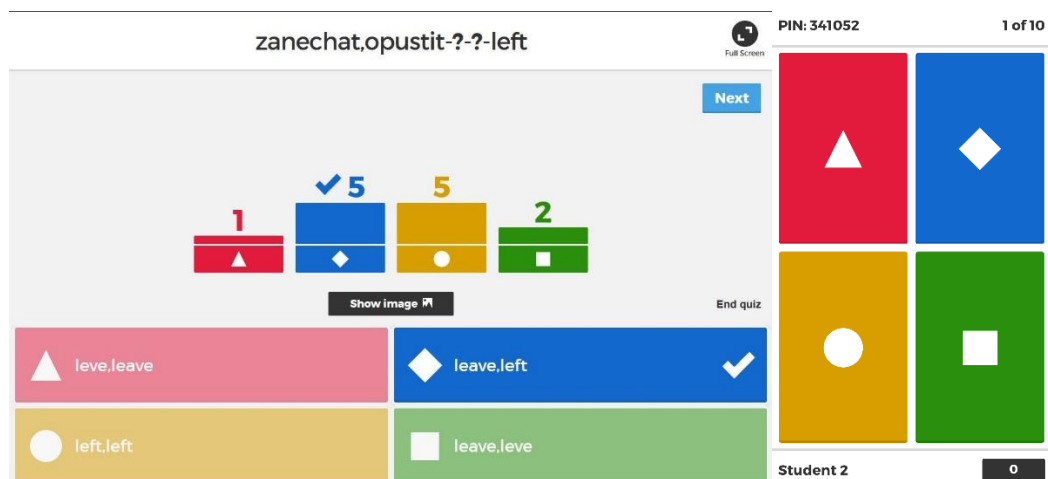 zanechat,opustit-?-?-left
Full Screen
Next
1
5
5
2
Show image
End quiz
leve,leave
leave,left
left,left
leave,leve
PIN: 341052
1 of 10
Student 2
0